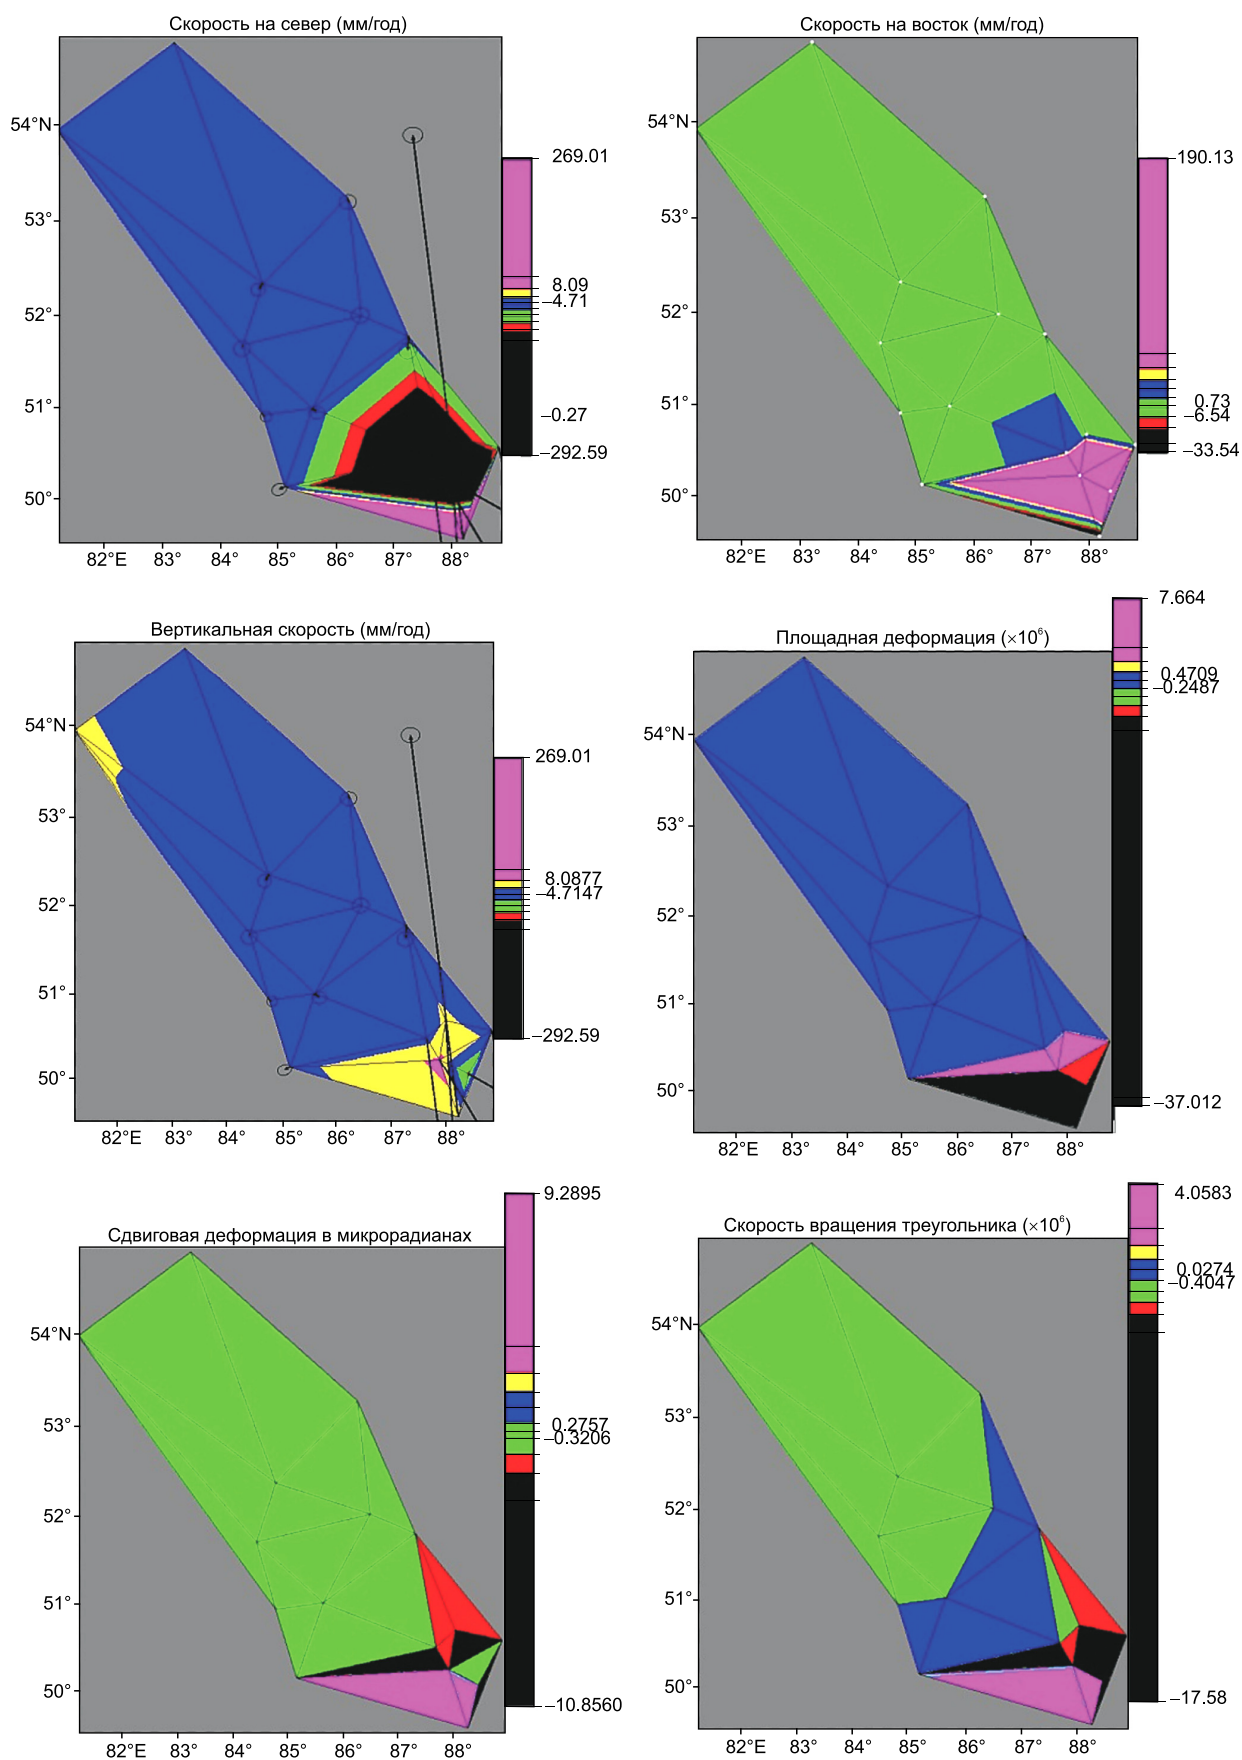 Скорость на север (мм/год)
54°N
53°
52°
51°
50°
82°E 83° 84° 85° 86° 87° 88°
269.01
8.09
–4.71
–0.27
–292.59
Скорость на восток (мм/год)
54°N
53°
52°
51°
50°
82°E 83° 84° 85° 86° 87° 88°
190.13
0.73
–6.54
–33.54
Вертикальная скорость (мм/год)
54°N
53°
52°
51°
50°
82°E 83° 84° 85° 86° 87° 88°
269.01
8.0877
–4.7147
–292.59
Площадная деформация (×10⁶)
54°N
53°
52°
51°
50°
82°E 83° 84° 85° 86° 87° 88°
7.664
0.4709
–0.2487
–37.012
Сдвиговая деформация в микрорадианах
54°N
53°
52°
51°
50°
82°E 83° 84° 85° 86° 87° 88°
9.2895
0.2757
–0.3206
–10.8560
Скорость вращения треугольника (×10⁶)
54°N
53°
52°
51°
50°
82°E 83° 84° 85° 86° 87° 88°
4.0583
0.0274
–0.4047
–17.58